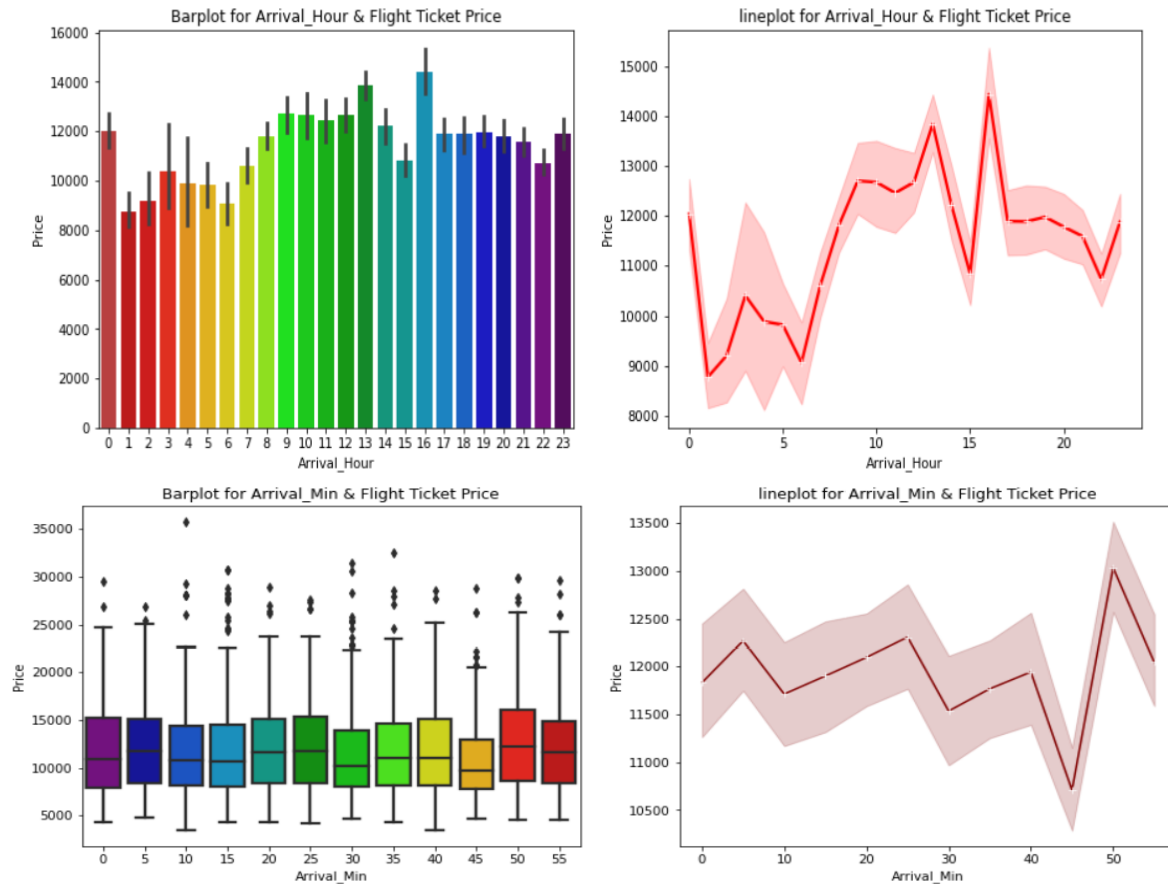 Barplot for Arrival_Hour & Flight Ticket Price
16000
14000
12000
10000
8000
6000
4000
2000
0
Price
0 1 2 3 4 5 6 7 8 9 10 11 12 13 14 15 16 17 18 19 20 21 22 23
Arrival_Hour
lineplot for Arrival_Hour & Flight Ticket Price
15000
14000
13000
12000
11000
10000
9000
8000
Price
0 5 10 15 20
Arrival_Hour
Barplot for Arrival_Min & Flight Ticket Price
35000
30000
25000
20000
15000
10000
5000
Price
0 5 10 15 20 25 30 35 40 45 50 55
Arrival_Min
lineplot for Arrival_Min & Flight Ticket Price
13500
13000
12500
12000
11500
11000
10500
Price
0 10 20 30 40 50
Arrival_Min